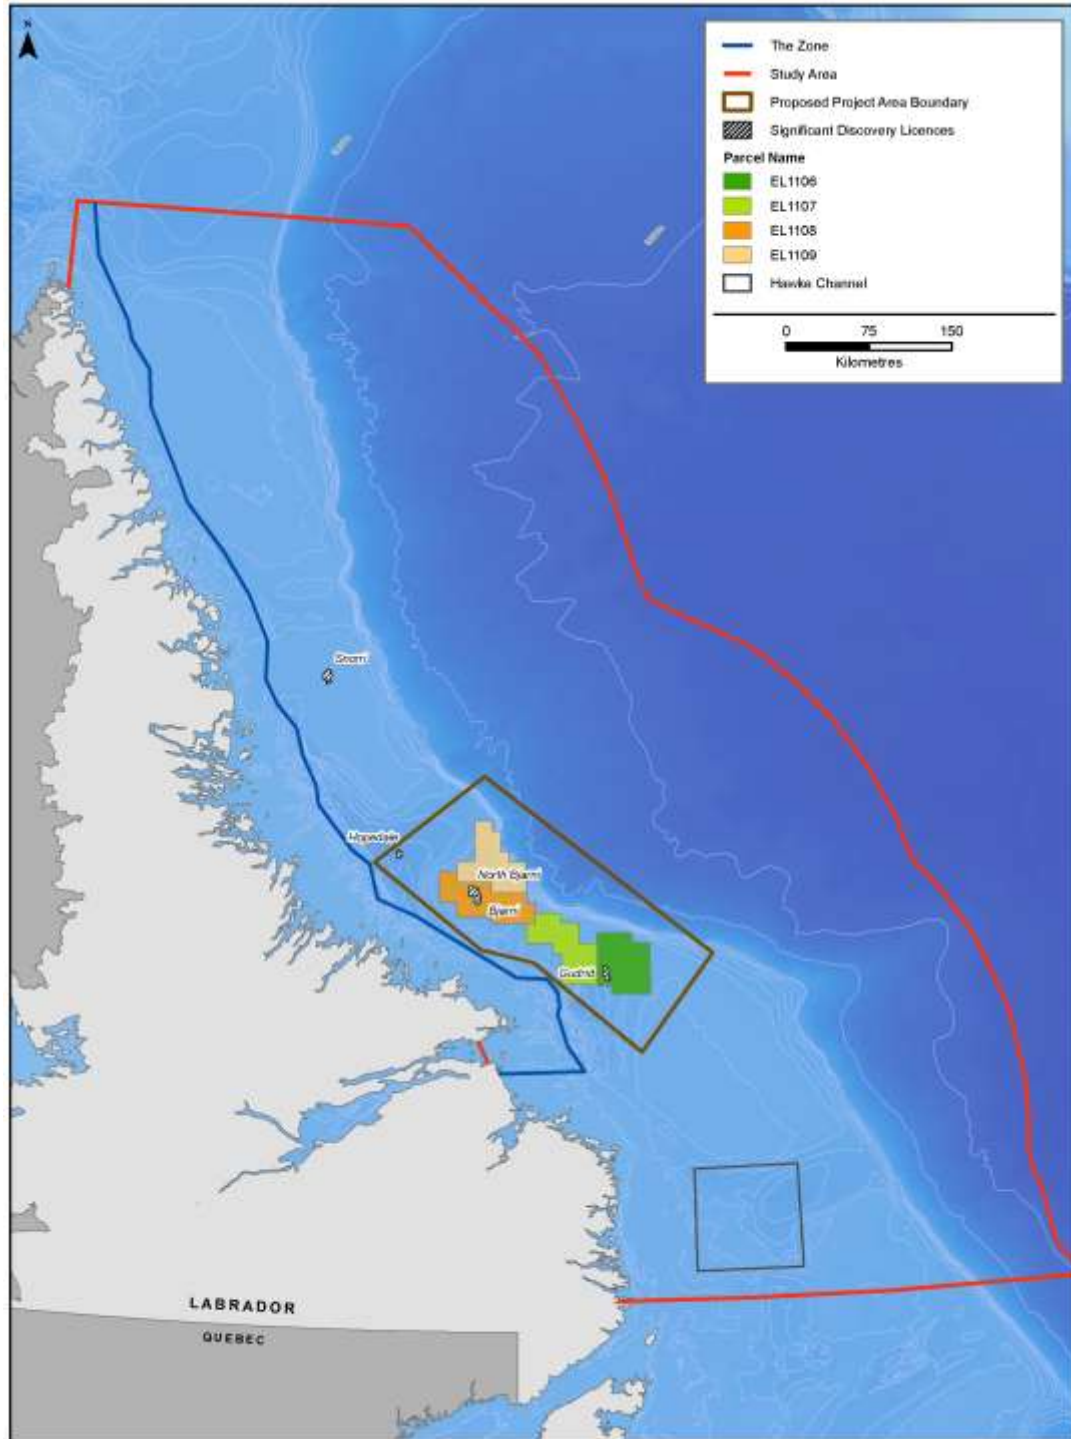 N
The Zone
Study Area
Proposed Project Area Boundary
Significant Discovery Licences
Parcel Name
EL1106
EL1107
EL1108
EL1109
Hawke Channel
0 75 150
Kilometres
Snorri
Hopedale
North Bjarni
Bjarni
Gudrid
LABRADOR
QUEBEC